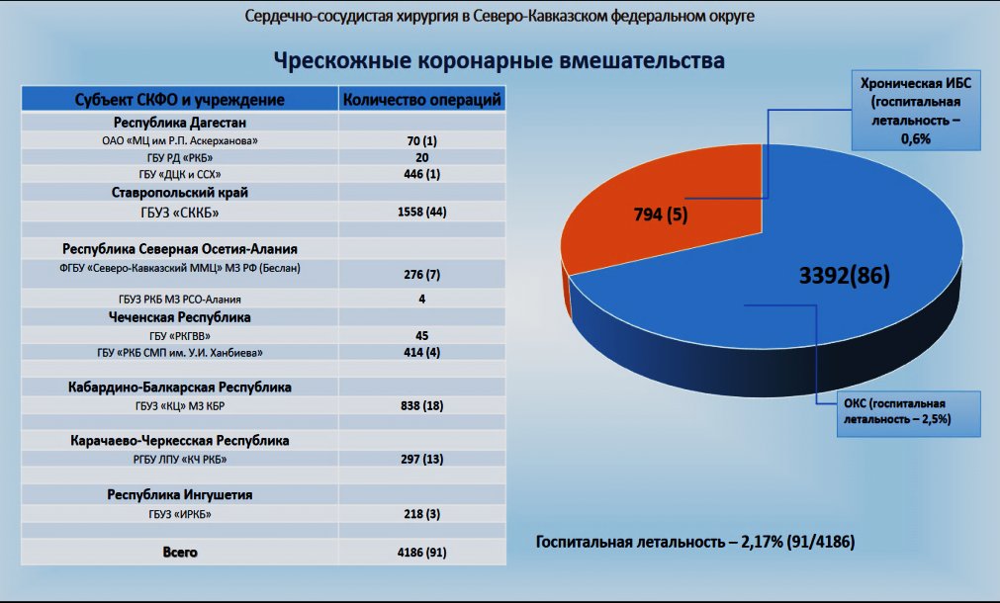 Сердечно-сосудистая хирургия в Северо-Кавказском федеральном округе
Чрескожные коронарные вмешательства
Субъект СКФО и учреждение Количество операций
Республика Дагестан
ОАО «МЦ им Р.П. Аскерханова» 70 (1)
ГБУ РД «РКБ» 20
ГБУ «ДЦК и ССХ» 446 (1)
Ставропольский край
ГБУЗ «СККБ» 1558 (44)
Республика Северная Осетия-Алания
ФГБУ «Северо-Кавказский ММЦ» МЗ РФ (Беслан) 276 (7)
ГБУЗ РКБ МЗ РСО-Алания 4
Чеченская Республика
ГБУ «РКГВВ» 45
ГБУ «РКБ СМП им. У.И. Ханбиева» 414 (4)
Кабардино-Балкарская Республика
ГБУЗ «КЦ» МЗ КБР 838 (18)
Карачаево-Черкесская Республика
РГБУ ЛПУ «КЧ РКБ» 297 (13)
Республика Ингушетия
ГБУЗ «ИРКБ» 218 (3)
Всего 4186 (91)
Хроническая ИБС
(госпитальная
летальность –
0,6%
794 (5)
3392(86)
ОКС (госпитальная
летальность – 2,5%)
Госпитальная летальность – 2,17% (91/4186)